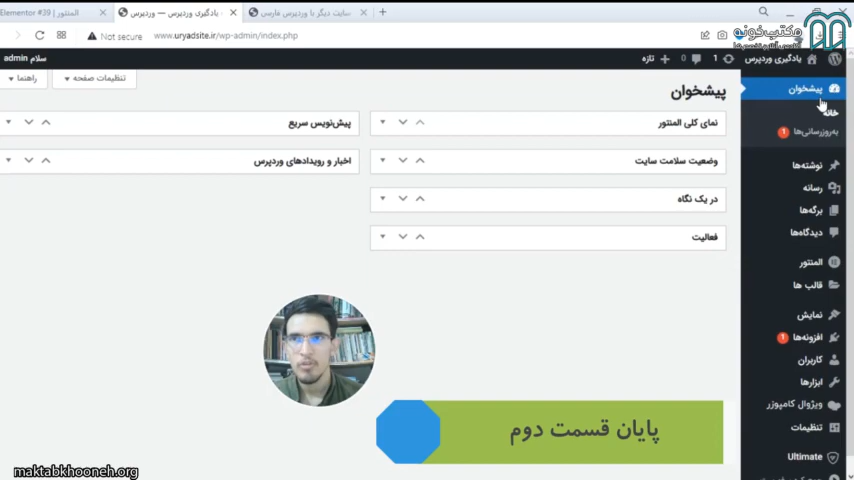 المنتور | Elementor #39
یادگیری وردپرس — وردپرس
سایت دیگر با وردپرس فارسی
Not secure
www.uryadsite.ir/wp-admin/index.php
مکتب‌خونه
یادگیری وردپرس
1
0
تازه
سلام admin
تنظیمات صفحه
راهنما
پیشخوان
نمای کلی المنتور
پیش‌نویس سریع
وضعیت سلامت سایت
اخبار و رویدادهای وردپرس
در یک نگاه
فعالیت
پیشخوان
خانه
به‌روزرسانی‌ها 1
نوشته‌ها
رسانه
برگه‌ها
دیدگاه‌ها
المنتور
قالب ها
نمایش
افزونه‌ها 1
کاربران
ابزارها
ویژوال کامپوزر
تنظیمات
Ultimate
پایان قسمت دوم
maktabkhooneh.org